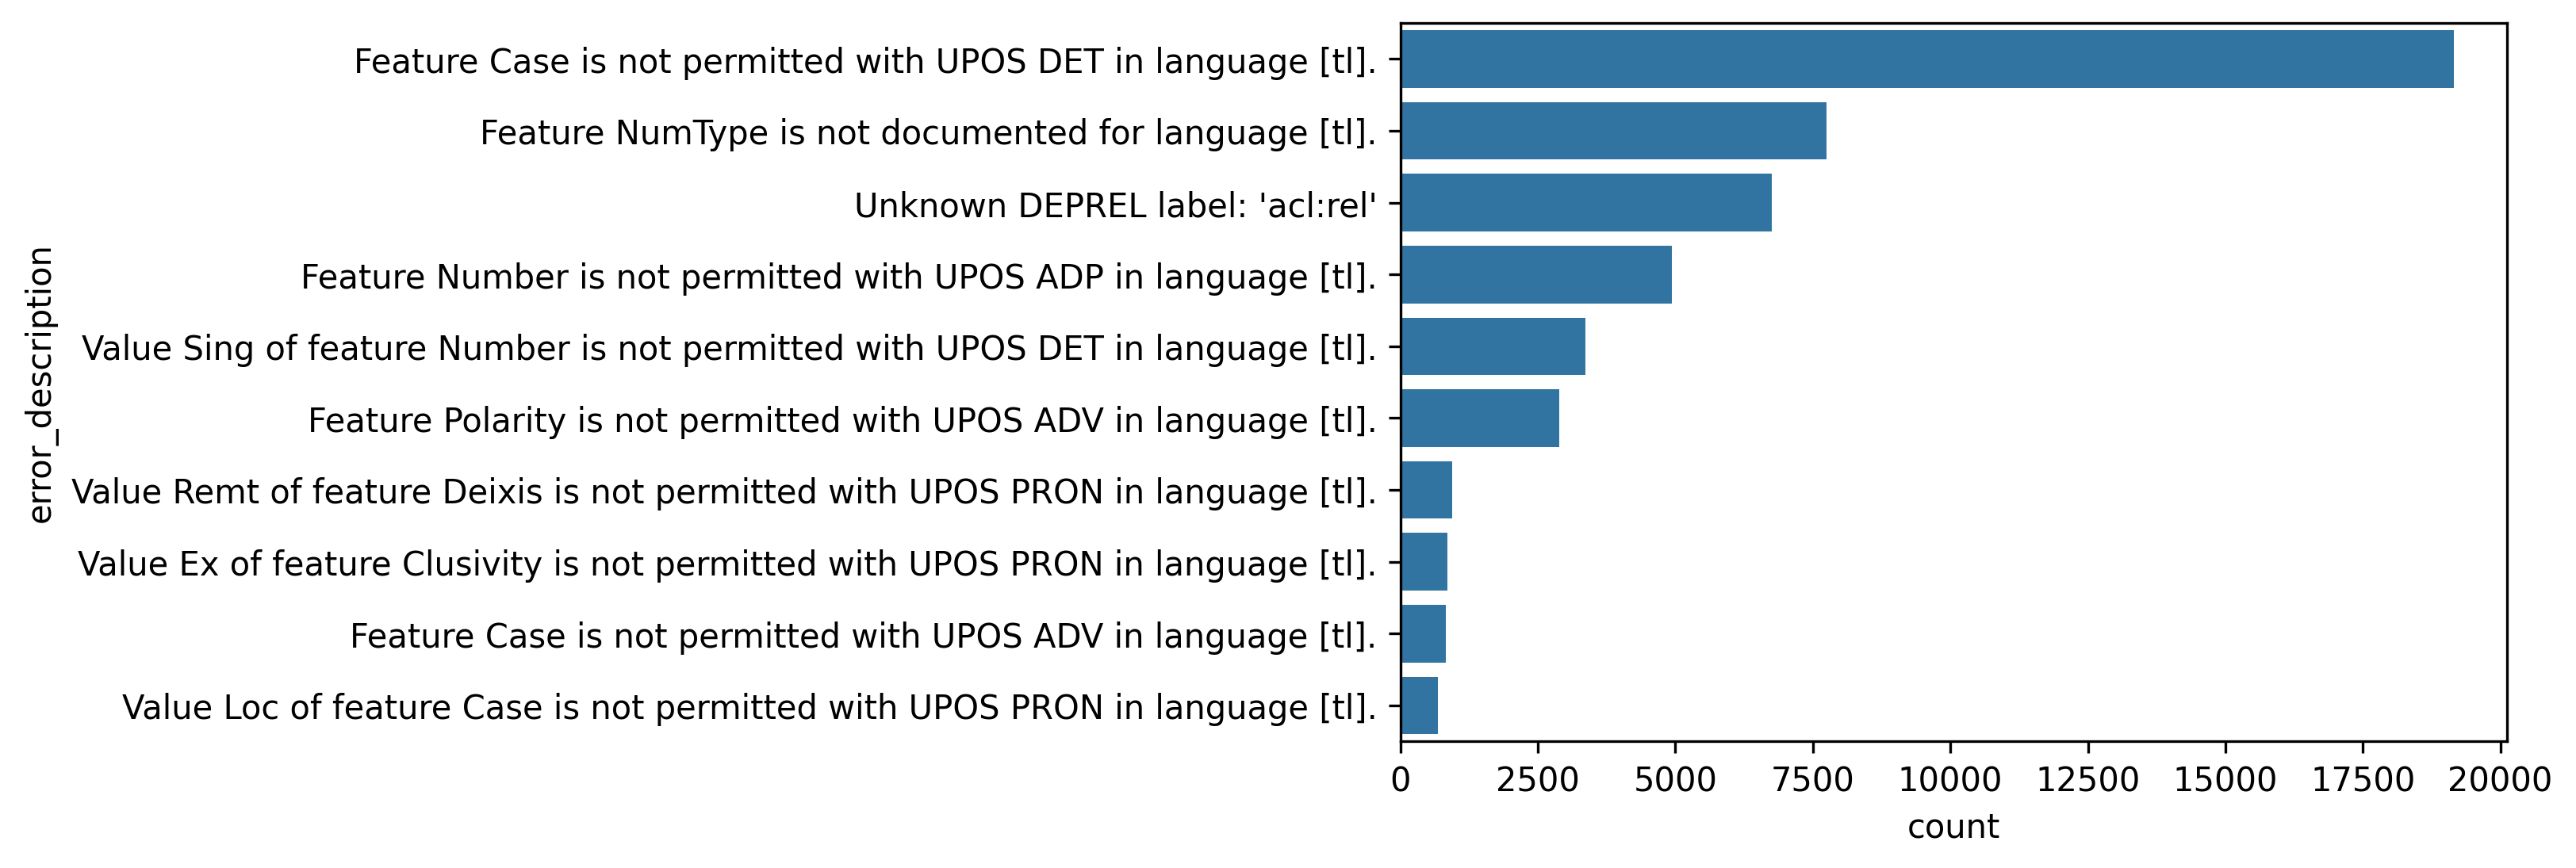 Feature Case is not permitted with UPOS DET in language [tl].
Feature NumType is not documented for language [tl].
Unknown DEPREL label: 'acl:rel'
Feature Number is not permitted with UPOS ADP in language [tl].
Value Sing of feature Number is not permitted with UPOS DET in language [tl].
Feature Polarity is not permitted with UPOS ADV in language [tl].
Value Remt of feature Deixis is not permitted with UPOS PRON in language [tl].
Value Ex of feature Clusivity is not permitted with UPOS PRON in language [tl].
Feature Case is not permitted with UPOS ADV in language [tl].
Value Loc of feature Case is not permitted with UPOS PRON in language [tl].
error_description
0 2500 5000 7500 10000 12500 15000 17500 20000
count